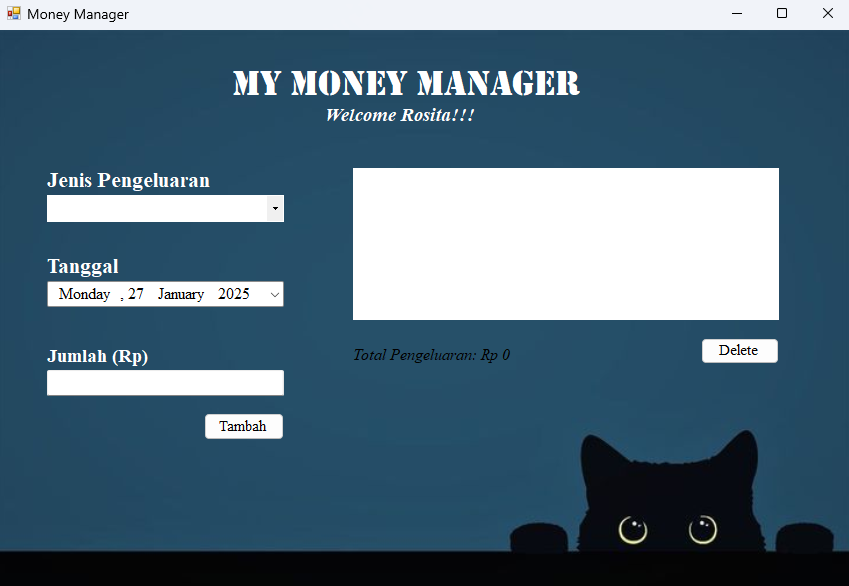 Money Manager
MY MONEY MANAGER
Welcome Rosita!!!
Jenis Pengeluaran
Tanggal
Monday , 27 January 2025
Jumlah (Rp)
Tambah
Total Pengeluaran: Rp 0
Delete